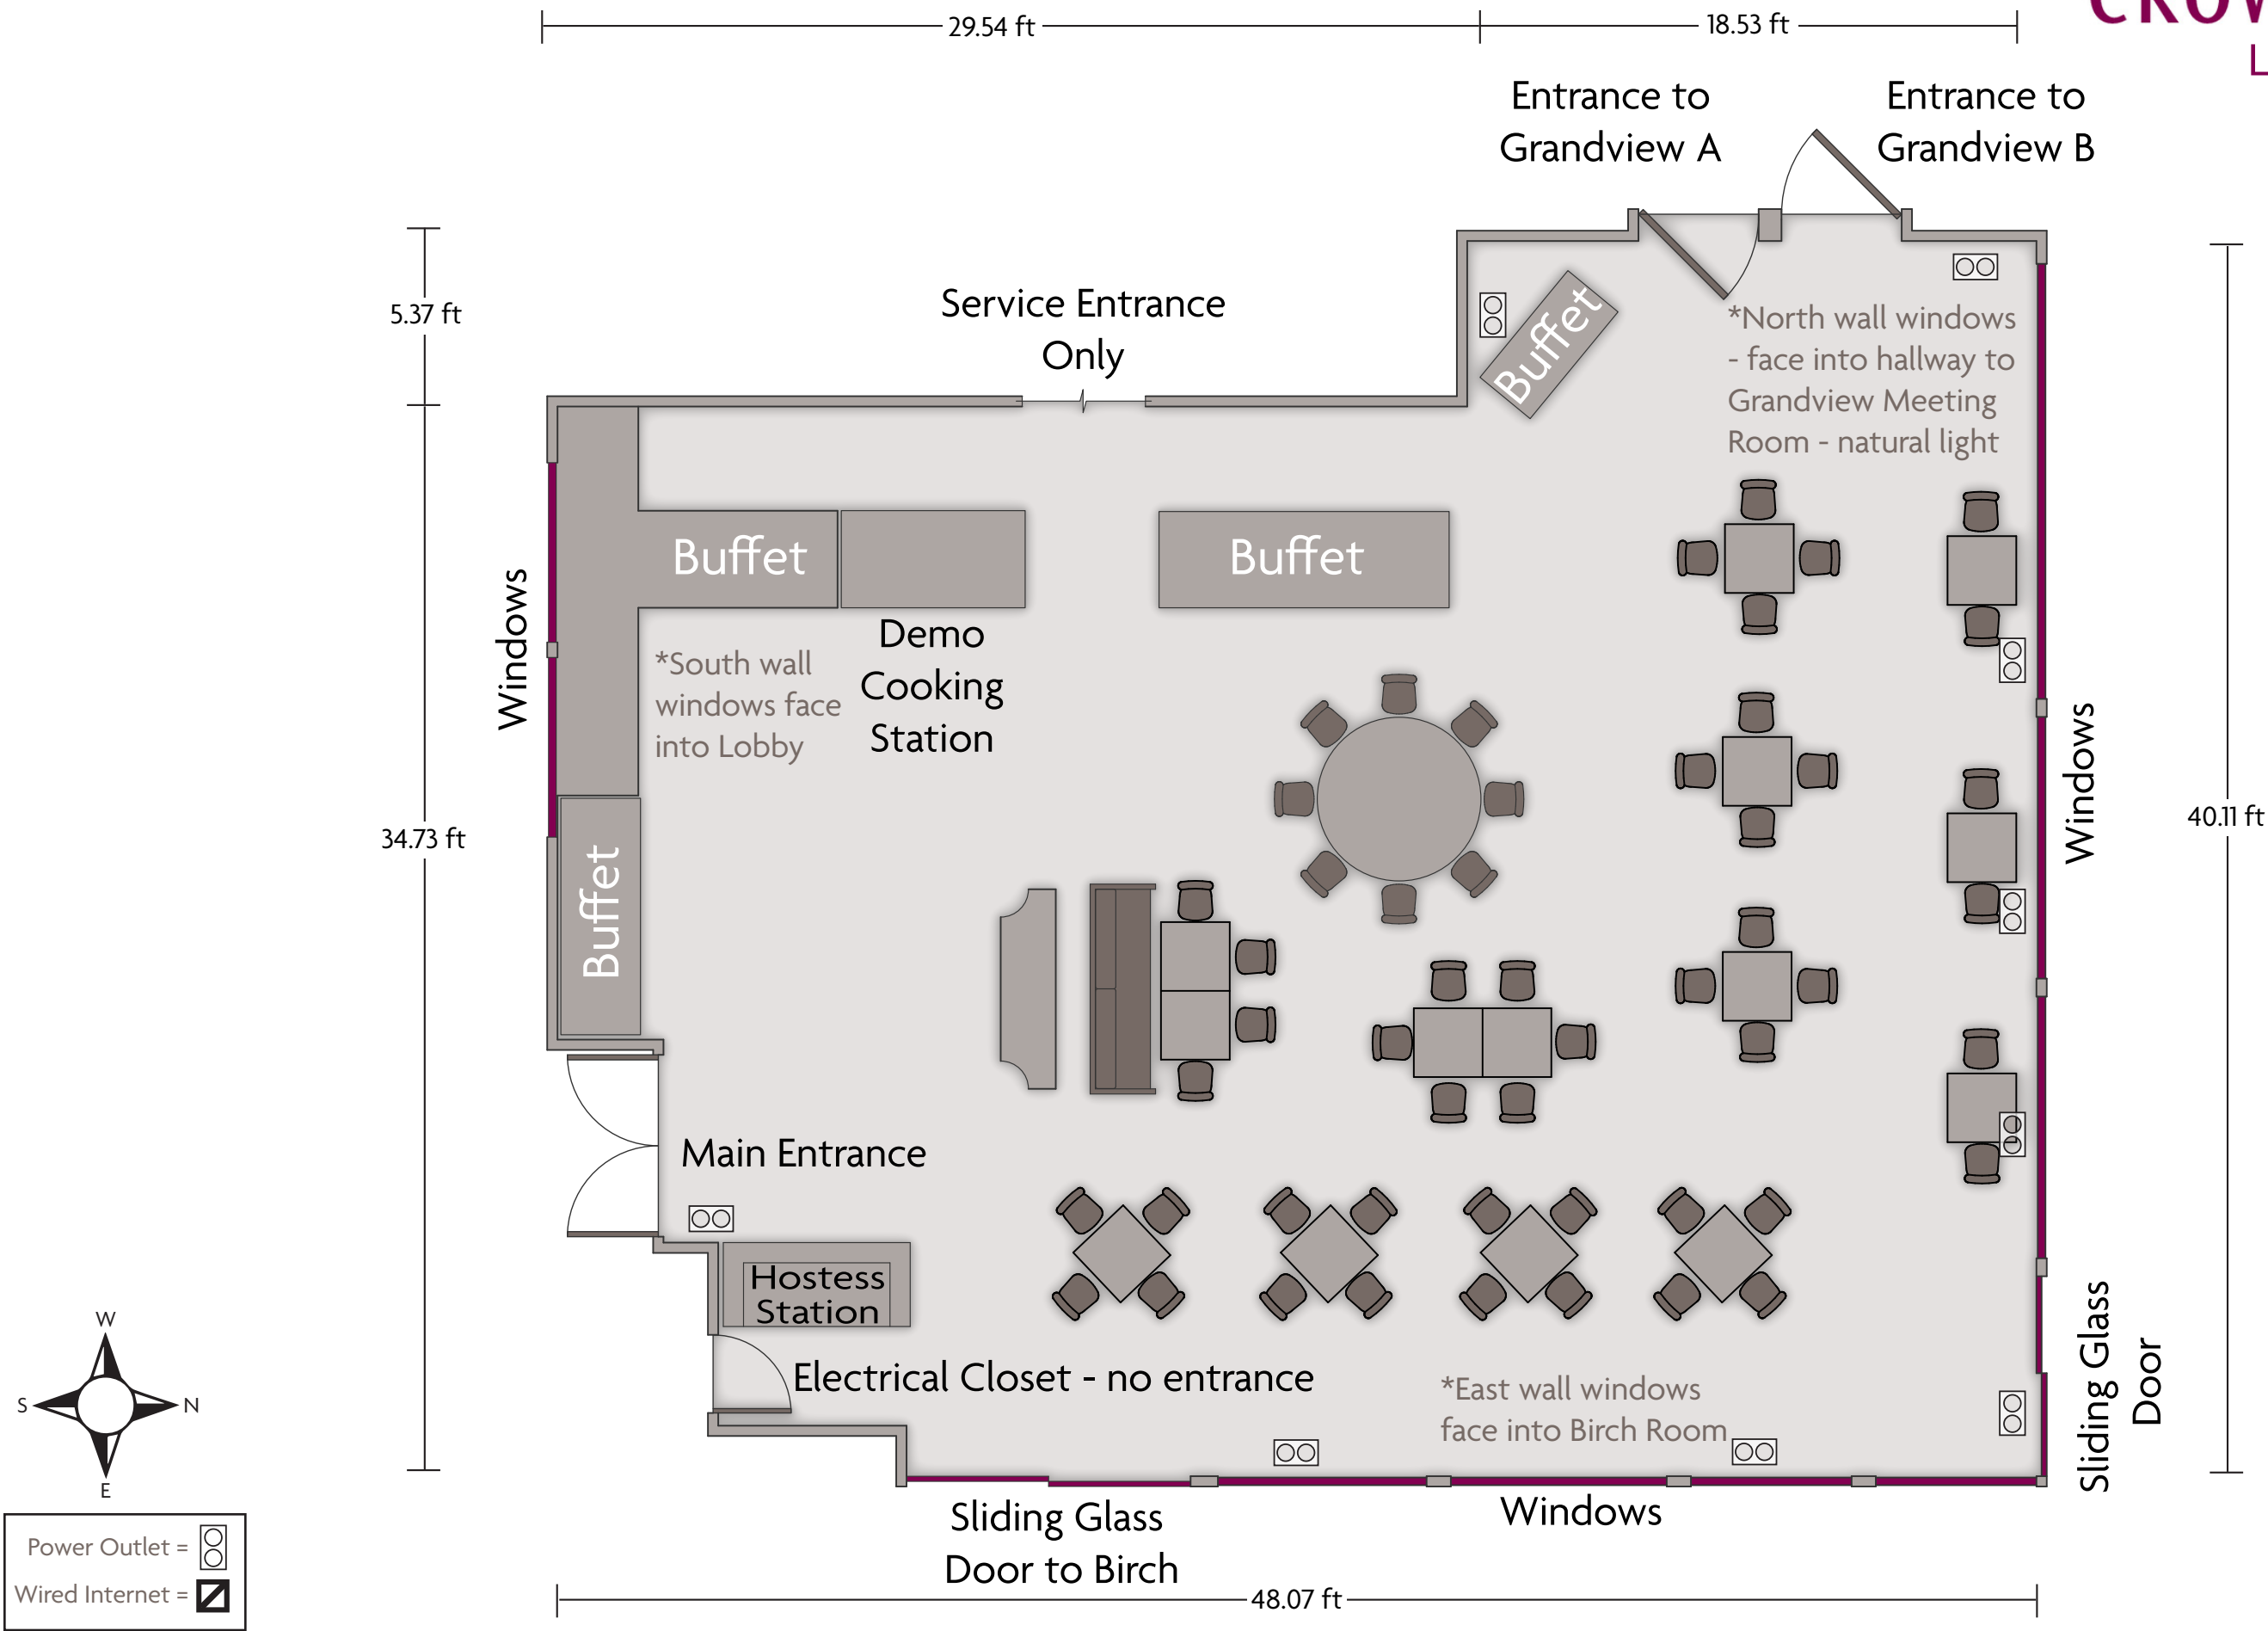 29.54 ft
18.53 ft
Entrance to
Grandview A
Entrance to
Grandview B
5.37 ft
Service Entrance
Only
Buffet
*North wall windows
- face into hallway to
Grandview Meeting
Room - natural light
Windows
Buffet
Buffet
Demo
Cooking
Station
*South wall
windows face
into Lobby
34.73 ft
Buffet
Windows
40.11 ft
Main Entrance
Hostess
Station
Electrical Closet - no entrance
*East wall windows
face into Birch Room
Sliding Glass
Door
W
S
N
E
Sliding Glass
Door to Birch
Windows
Power Outlet =
Wired Internet =
48.07 ft